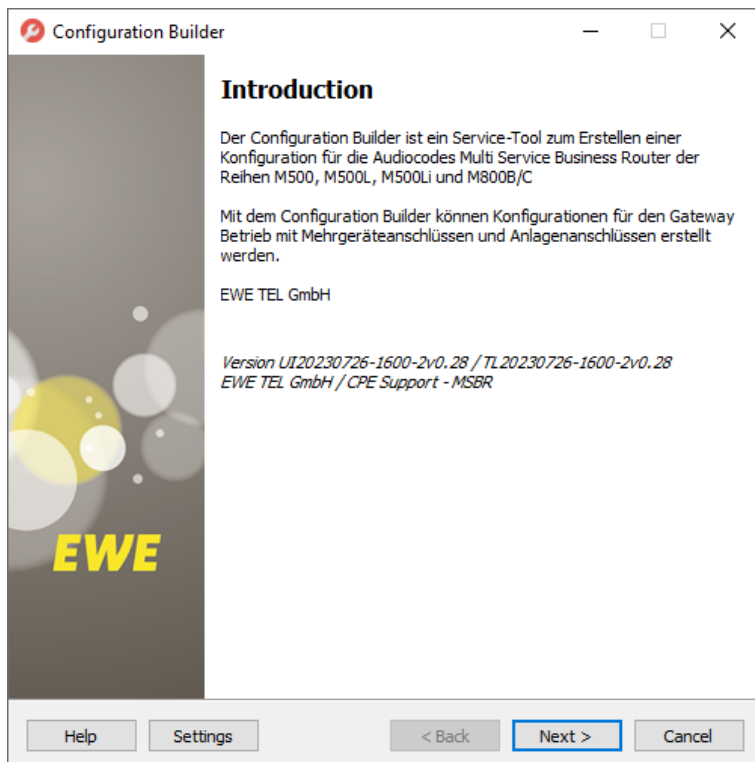 Configuration Builder
Introduction
Der Configuration Builder ist ein Service-Tool zum Erstellen einer
Konfiguration für die Audiocodes Multi Service Business Router der
Reihen M500, M500L, M500Li und M800B/C
Mit dem Configuration Builder können Konfigurationen für den Gateway
Betrieb mit Mehrgeräteanschlüssen und Anlagenanschlüssen erstellt
werden.
EWE TEL GmbH
Version UI20230726-1600-2v0.28 / TL20230726-1600-2v0.28
EWE TEL GmbH / CPE Support - MSBR
EWE
Help Settings < Back Next > Cancel